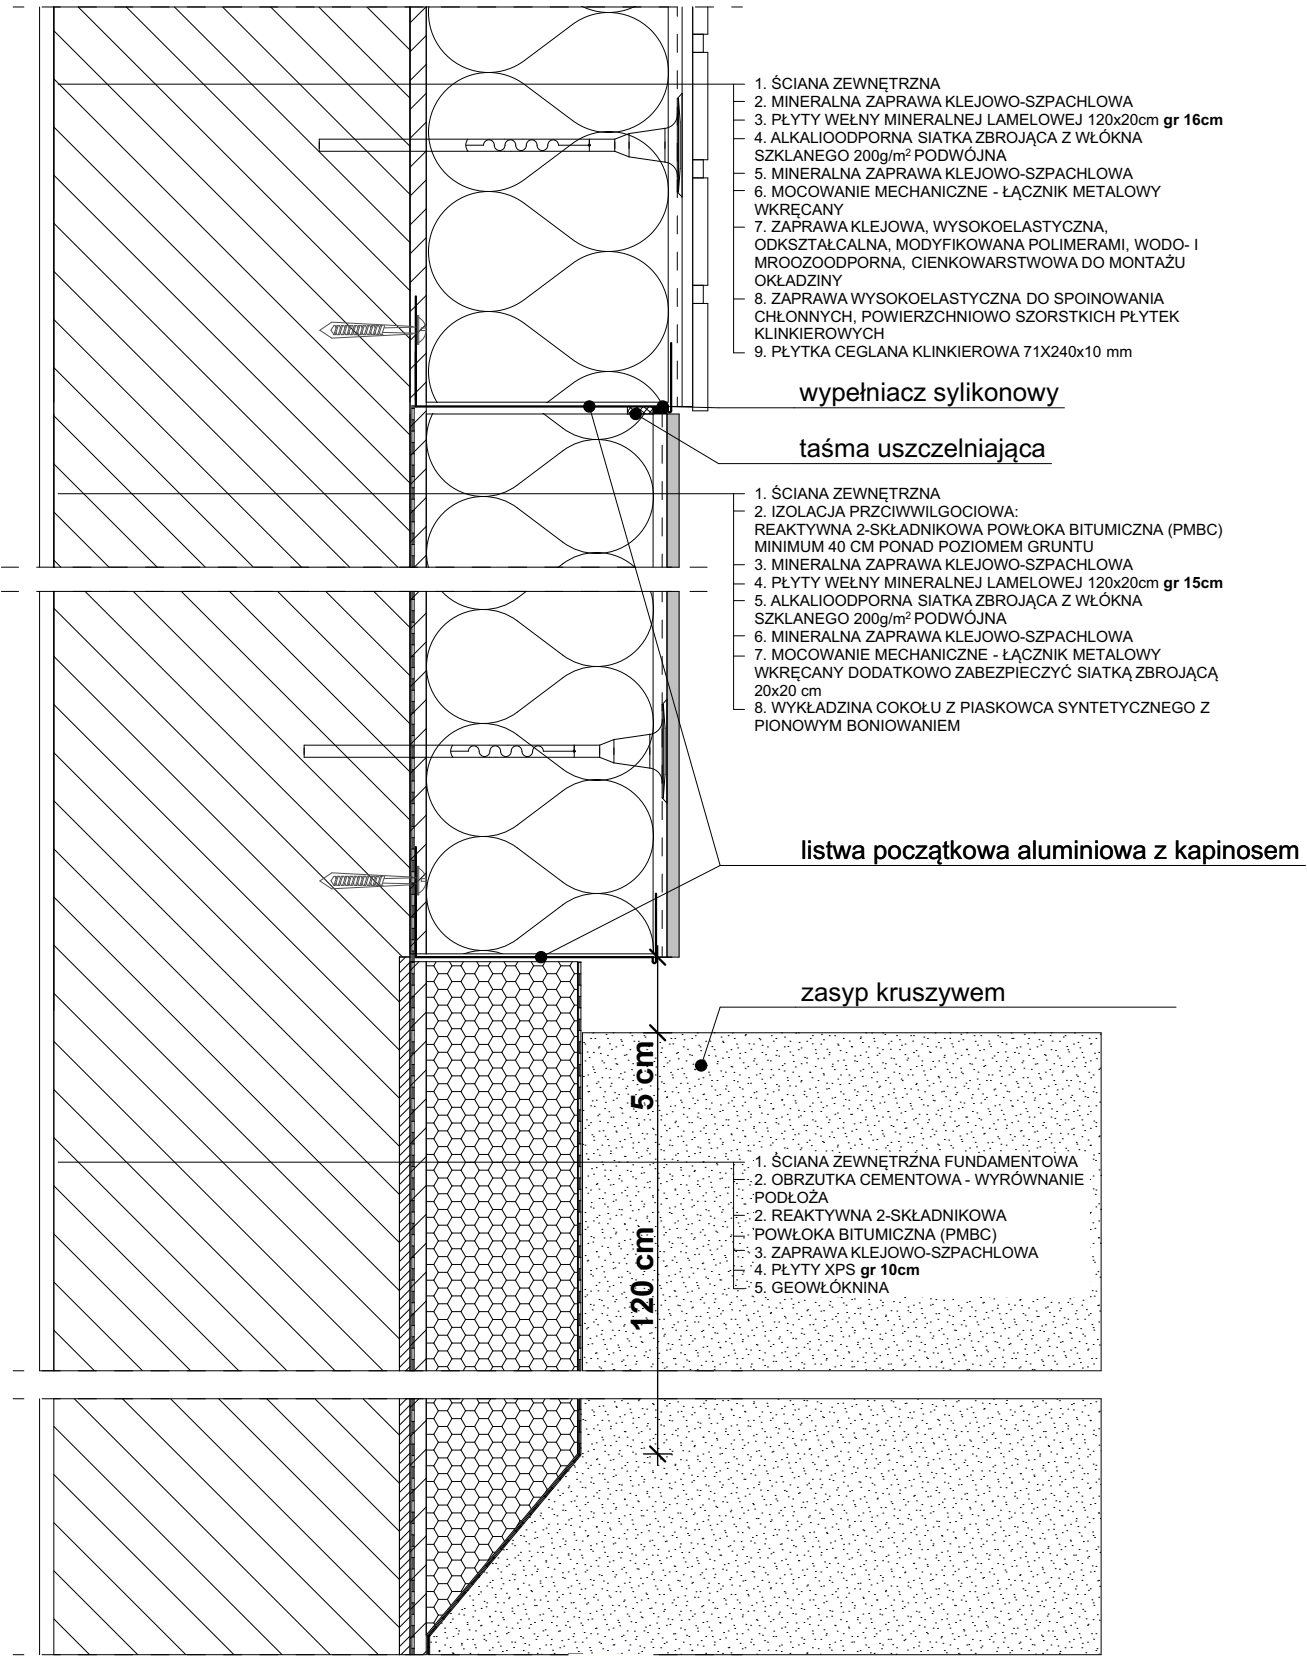 1. ŚCIANA ZEWNĘTRZNA
2. MINERALNA ZAPRAWA KLEJOWO-SZPACHLOWA
3. PŁYTY WEŁNY MINERALNEJ LAMELOWEJ 120x20cm gr 16cm
4. ALKALIOODPORNA SIATKA ZBROJĄCA Z WŁÓKNA
SZKLANEGO 200g/m² PODWÓJNA
5. MINERALNA ZAPRAWA KLEJOWO-SZPACHLOWA
6. MOCOWANIE MECHANICZNE - ŁĄCZNIK METALOWY
WKRĘCANY
7. ZAPRAWA KLEJOWA, WYSOKOELASTYCZNA,
ODKSZTAŁCALNA, MODYFIKOWANA POLIMERAMI, WODO- I
MROOZOODPORNA, CIENKOWARSTWOWA DO MONTAŻU
OKŁADZINY
8. ZAPRAWA WYSOKOELASTYCZNA DO SPOINOWANIA
CHŁONNYCH, POWIERZCHNIOWO SZORSTKICH PŁYTEK
KLINKIEROWYCH
9. PŁYTKA CEGLANA KLINKIEROWA 71X240x10 mm
wypełniacz sylikonowy
taśma uszczelniająca
1. ŚCIANA ZEWNĘTRZNA
2. IZOLACJA PRZCIWWILGOCIOWA:
REAKTYWNA 2-SKŁADNIKOWA POWŁOKA BITUMICZNA (PMBC)
MINIMUM 40 CM PONAD POZIOMEM GRUNTU
3. MINERALNA ZAPRAWA KLEJOWO-SZPACHLOWA
4. PŁYTY WEŁNY MINERALNEJ LAMELOWEJ 120x20cm gr 15cm
5. ALKALIOODPORNA SIATKA ZBROJĄCA Z WŁÓKNA
SZKLANEGO 200g/m² PODWÓJNA
6. MINERALNA ZAPRAWA KLEJOWO-SZPACHLOWA
7. MOCOWANIE MECHANICZNE - ŁĄCZNIK METALOWY
WKRĘCANY DODATKOWO ZABEZPIECZYĆ SIATKĄ ZBROJĄCĄ
20x20 cm
8. WYKŁADZINA COKOŁU Z PIASKOWCA SYNTETYCZNEGO Z
PIONOWYM BONIOWANIEM
listwa początkowa aluminiowa z kapinosem
zasyp kruszywem
5 cm
1. ŚCIANA ZEWNĘTRZNA FUNDAMENTOWA
2. OBRZUTKA CEMENTOWA - WYRÓWNANIE
PODŁOŻA
2. REAKTYWNA 2-SKŁADNIKOWA
POWŁOKA BITUMICZNA (PMBC)
3. ZAPRAWA KLEJOWO-SZPACHLOWA
4. PŁYTY XPS gr 10cm
5. GEOWŁÓKNINA
120 cm